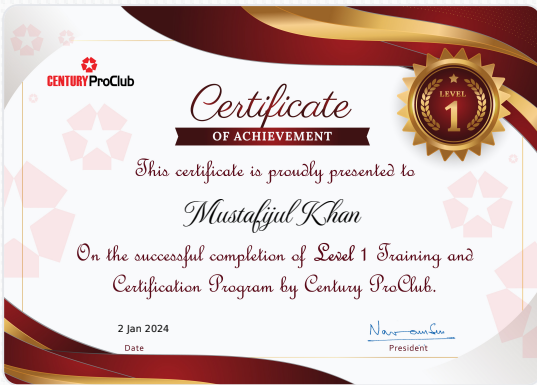 CENTURY ProClub
LEVEL
1
Certificate
OF ACHIEVEMENT
This certificate is proudly presented to
Mustafijul Khan
On the successful completion of Level 1 Training and
Certification Program by Century ProClub.
2 Jan 2024
Date
President